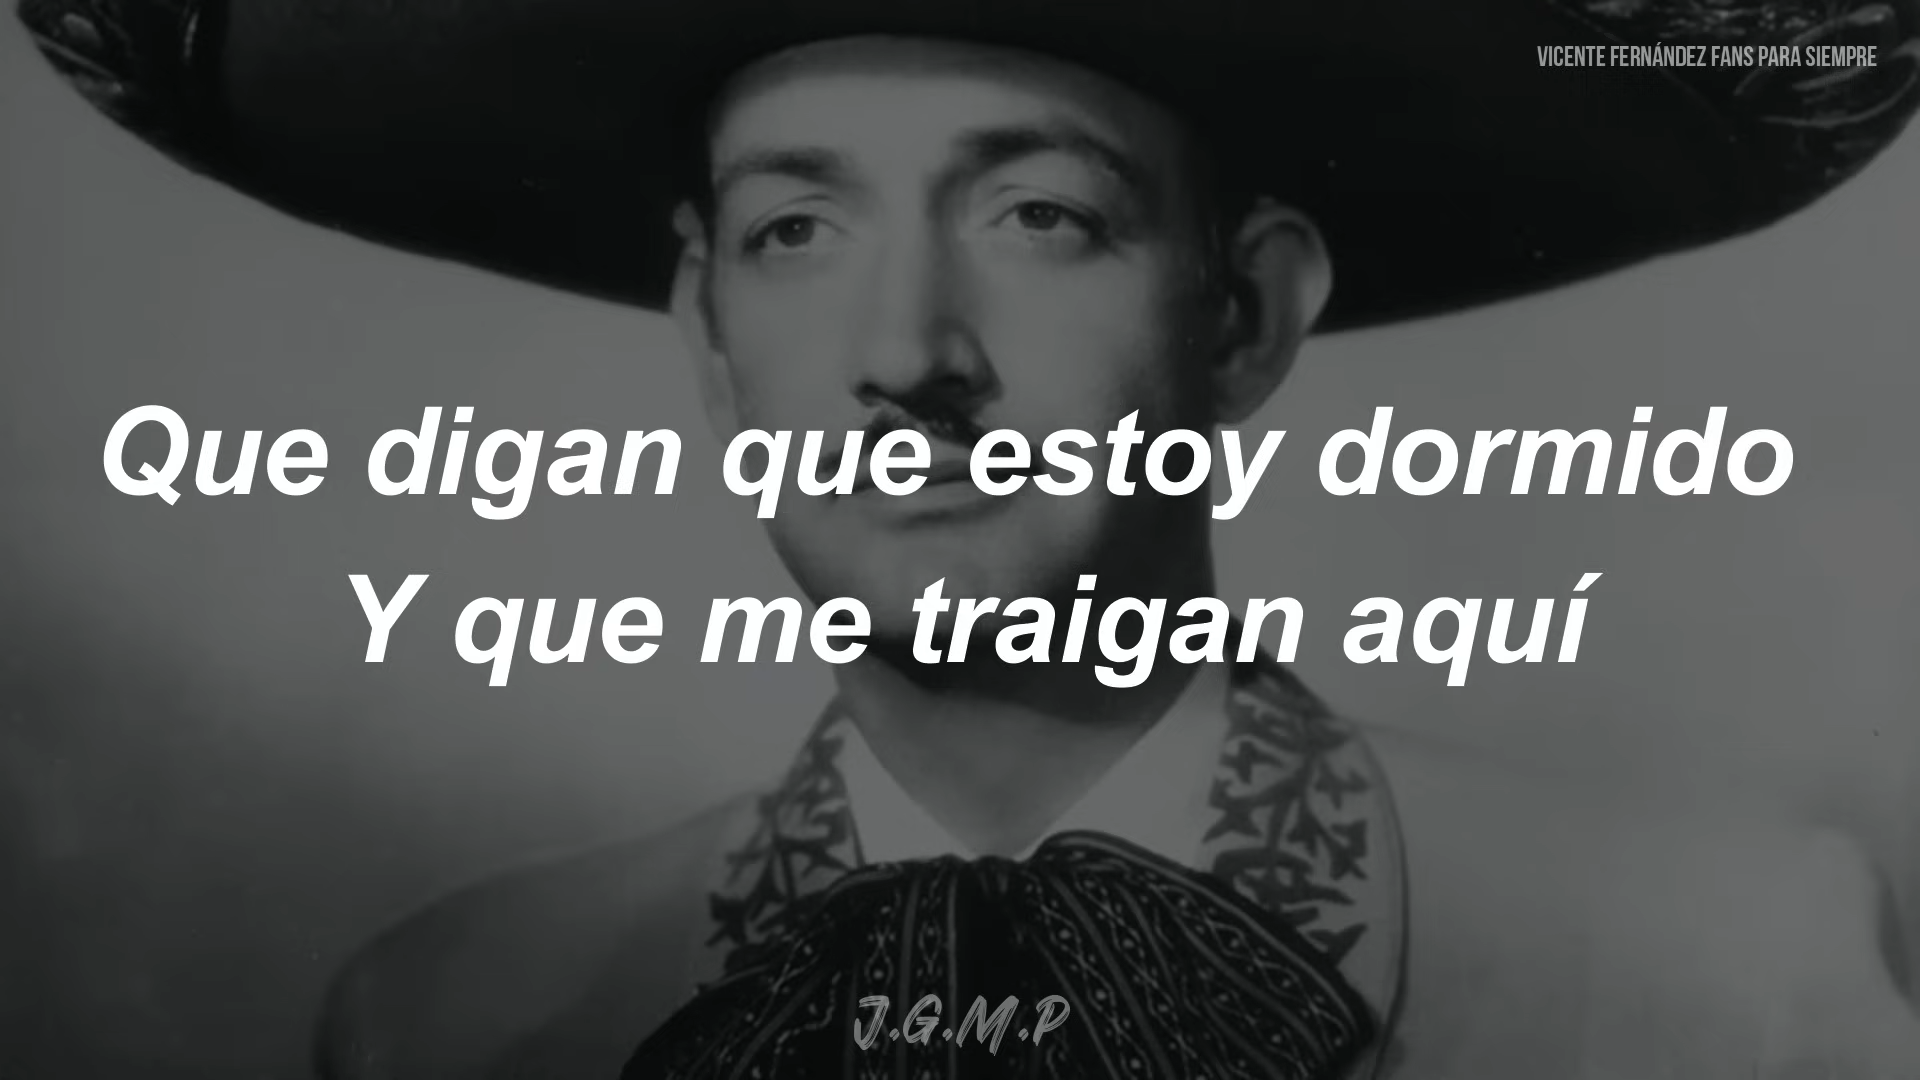 VICENTE FERNÁNDEZ FANS PARA SIEMPRE
Que digan que estoy dormido
Y que me traigan aquí
J.G.M.P